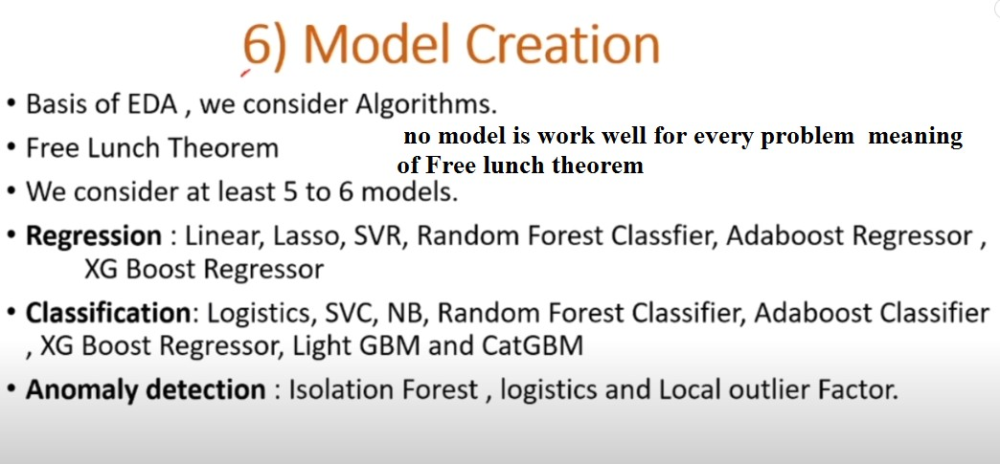 6) Model Creation
• Basis of EDA , we consider Algorithms.
• Free Lunch Theorem
no model is work well for every problem meaning
of Free lunch theorem
• We consider at least 5 to 6 models.
• Regression : Linear, Lasso, SVR, Random Forest Classfier, Adaboost Regressor ,
XG Boost Regressor
• Classification: Logistics, SVC, NB, Random Forest Classifier, Adaboost Classifier
, XG Boost Regressor, Light GBM and CatGBM
• Anomaly detection : Isolation Forest , logistics and Local outlier Factor.